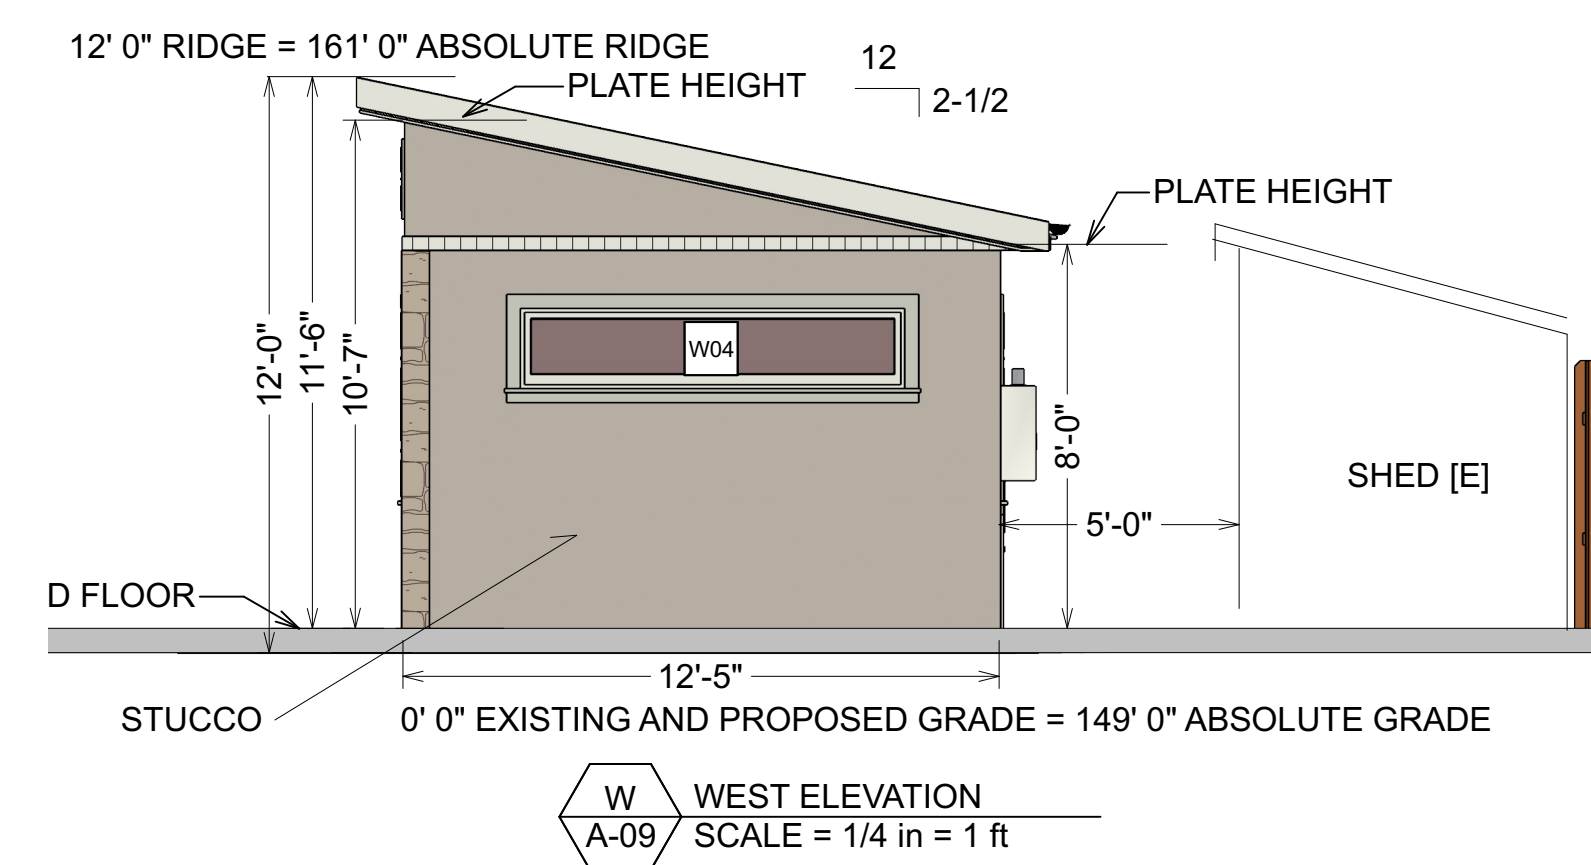 12' 0" RIDGE = 161' 0" ABSOLUTE RIDGE
PLATE HEIGHT
12
2-1/2
PLATE HEIGHT
12'-0"
11'-6"
10'-7"
W04
8'-0"
SHED [E]
5'-0"
D FLOOR
12'-5"
STUCCO
0' 0" EXISTING AND PROPOSED GRADE = 149' 0" ABSOLUTE GRADE
W
WEST ELEVATION
A-09
SCALE = 1/4 in = 1 ft